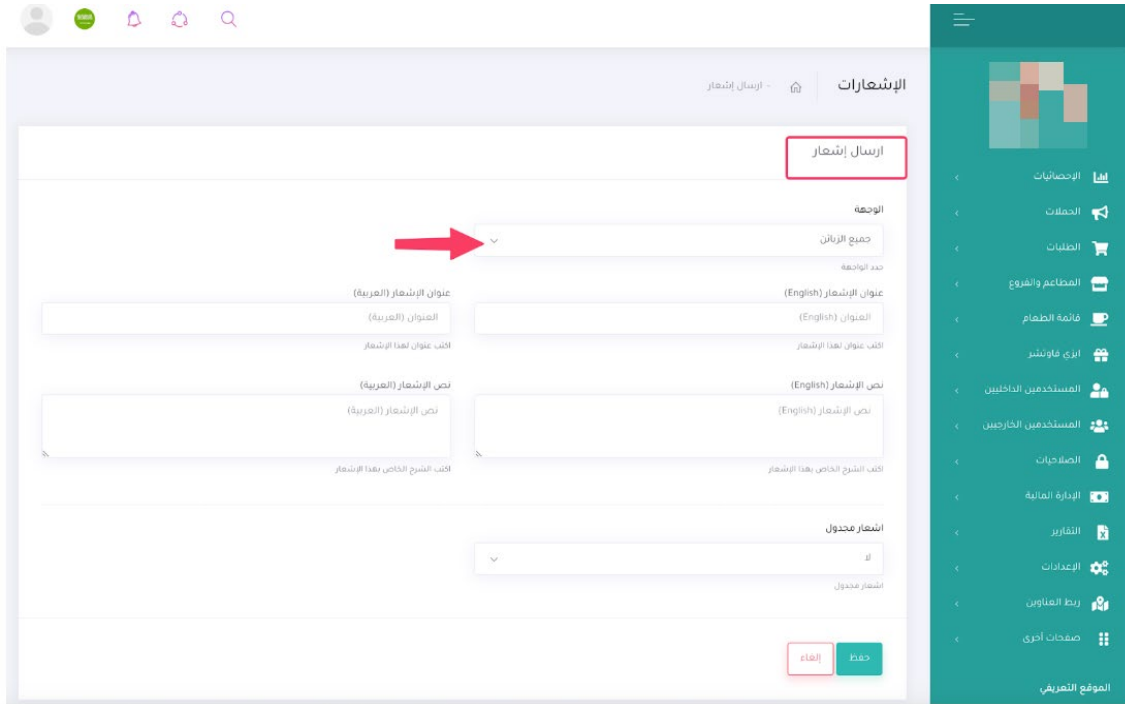 الإشعارات - ارسال إشعار
ارسال إشعار
الوجهة
جميع الزبائن
حدد الواجهة
عنوان الإشعار (English)
العنوان (English)
اكتب عنوان لهذا الإشعار
عنوان الإشعار (العربية)
العنوان (العربية)
اكتب عنوان لهذا الإشعار
نص الإشعار (English)
نص الإشعار (English)
اكتب الشرح الخاص بهذا الإشعار
نص الإشعار (العربية)
نص الإشعار (العربية)
اكتب الشرح الخاص بهذا الإشعار
اشعار مجدول
لا
اشعار مجدول
حفظ
إلغاء
الإحصائيات
الحملات
الطلبات
المطاعم والفروع
قائمة الطعام
ايزي فاوتشر
المستخدمين الداخليين
المستخدمين الخارجيين
الصلاحيات
الإدارة المالية
التقارير
الإعدادات
ربط العناوين
صفحات أخرى
الموقع التعريفي